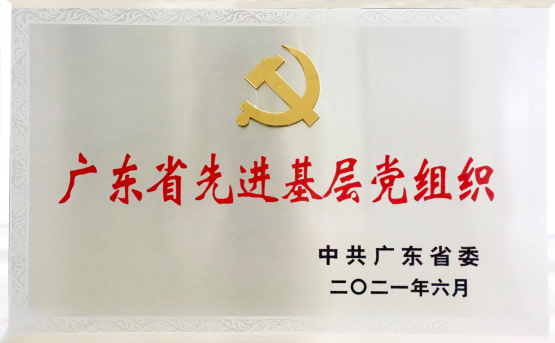 广东省先进基层党组织
中共广东省委
二〇二一年六月